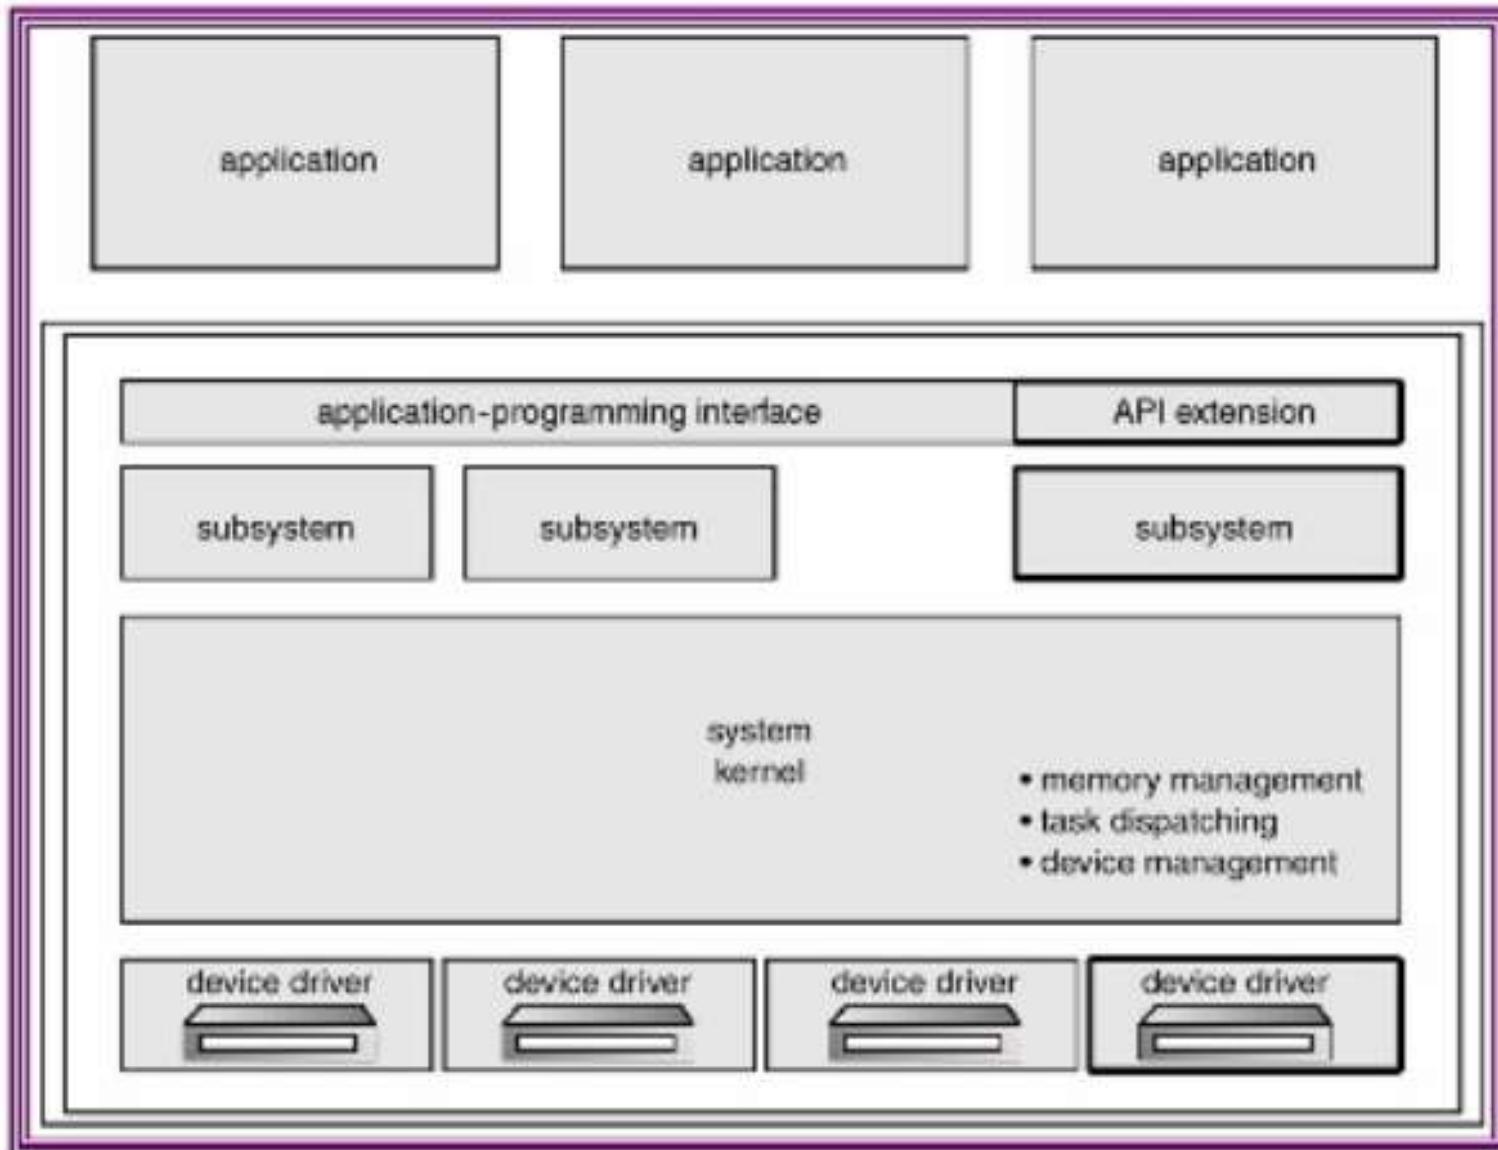 application
application
application
application-programming interface
API extension
subsystem
subsystem
subsystem
system
kernel
• memory management
• task dispatching
• device management
device driver
device driver
device driver
device driver